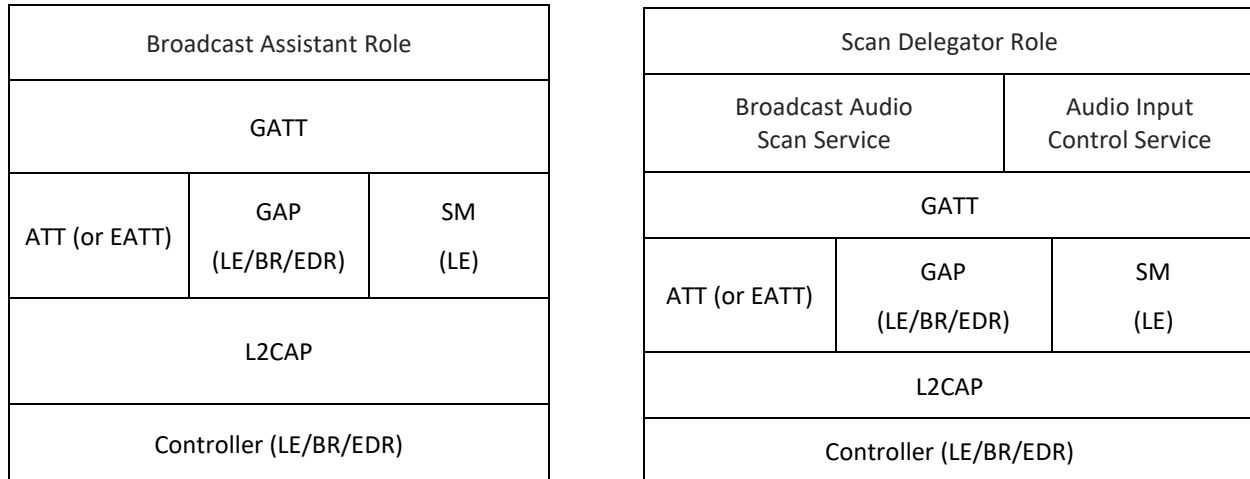 Broadcast Assistant Role
GATT
ATT (or EATT)
GAP
(LE/BR/EDR)
SM
(LE)
L2CAP
Controller (LE/BR/EDR)
Scan Delegator Role
Broadcast Audio
Scan Service
Audio Input
Control Service
GATT
ATT (or EATT)
GAP
(LE/BR/EDR)
SM
(LE)
L2CAP
Controller (LE/BR/EDR)